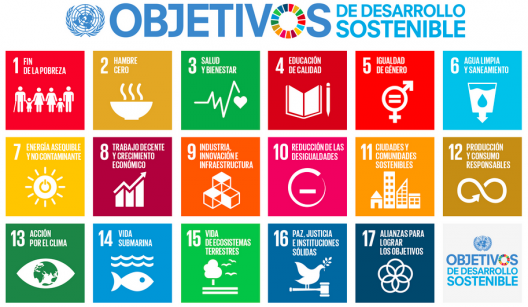 OBJETIVOS
DE DESARROLLO
SOSTENIBLE
1 FIN
DE LA POBREZA
2 HAMBRE
CERO
3 SALUD
Y BIENESTAR
4 EDUCACIÓN
DE CALIDAD
5 IGUALDAD
DE GÉNERO
6 AGUA LIMPIA
Y SANEAMIENTO
7 ENERGÍA ASEQUIBLE
Y NO CONTAMINANTE
8 TRABAJO DECENTE
Y CRECIMIENTO
ECONÓMICO
9 INDUSTRIA,
INNOVACIÓN E
INFRAESTRUCTURA
10 REDUCCIÓN DE LAS
DESIGUALDADES
11 CIUDADES Y
COMUNIDADES
SOSTENIBLES
12 PRODUCCIÓN
Y CONSUMO
RESPONSABLES
13 ACCIÓN
POR EL CLIMA
14 VIDA
SUBMARINA
15 VIDA
DE ECOSISTEMAS
TERRESTRES
16 PAZ, JUSTICIA
E INSTITUCIONES
SÓLIDAS
17 ALIANZAS PARA
LOGRAR
LOS OBJETIVOS
OBJETIVOS
DE DESARROLLO
SOSTENIBLE